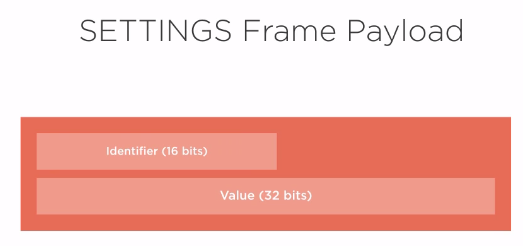 SETTINGS Frame Payload
Identifier (16 bits)
Value (32 bits)